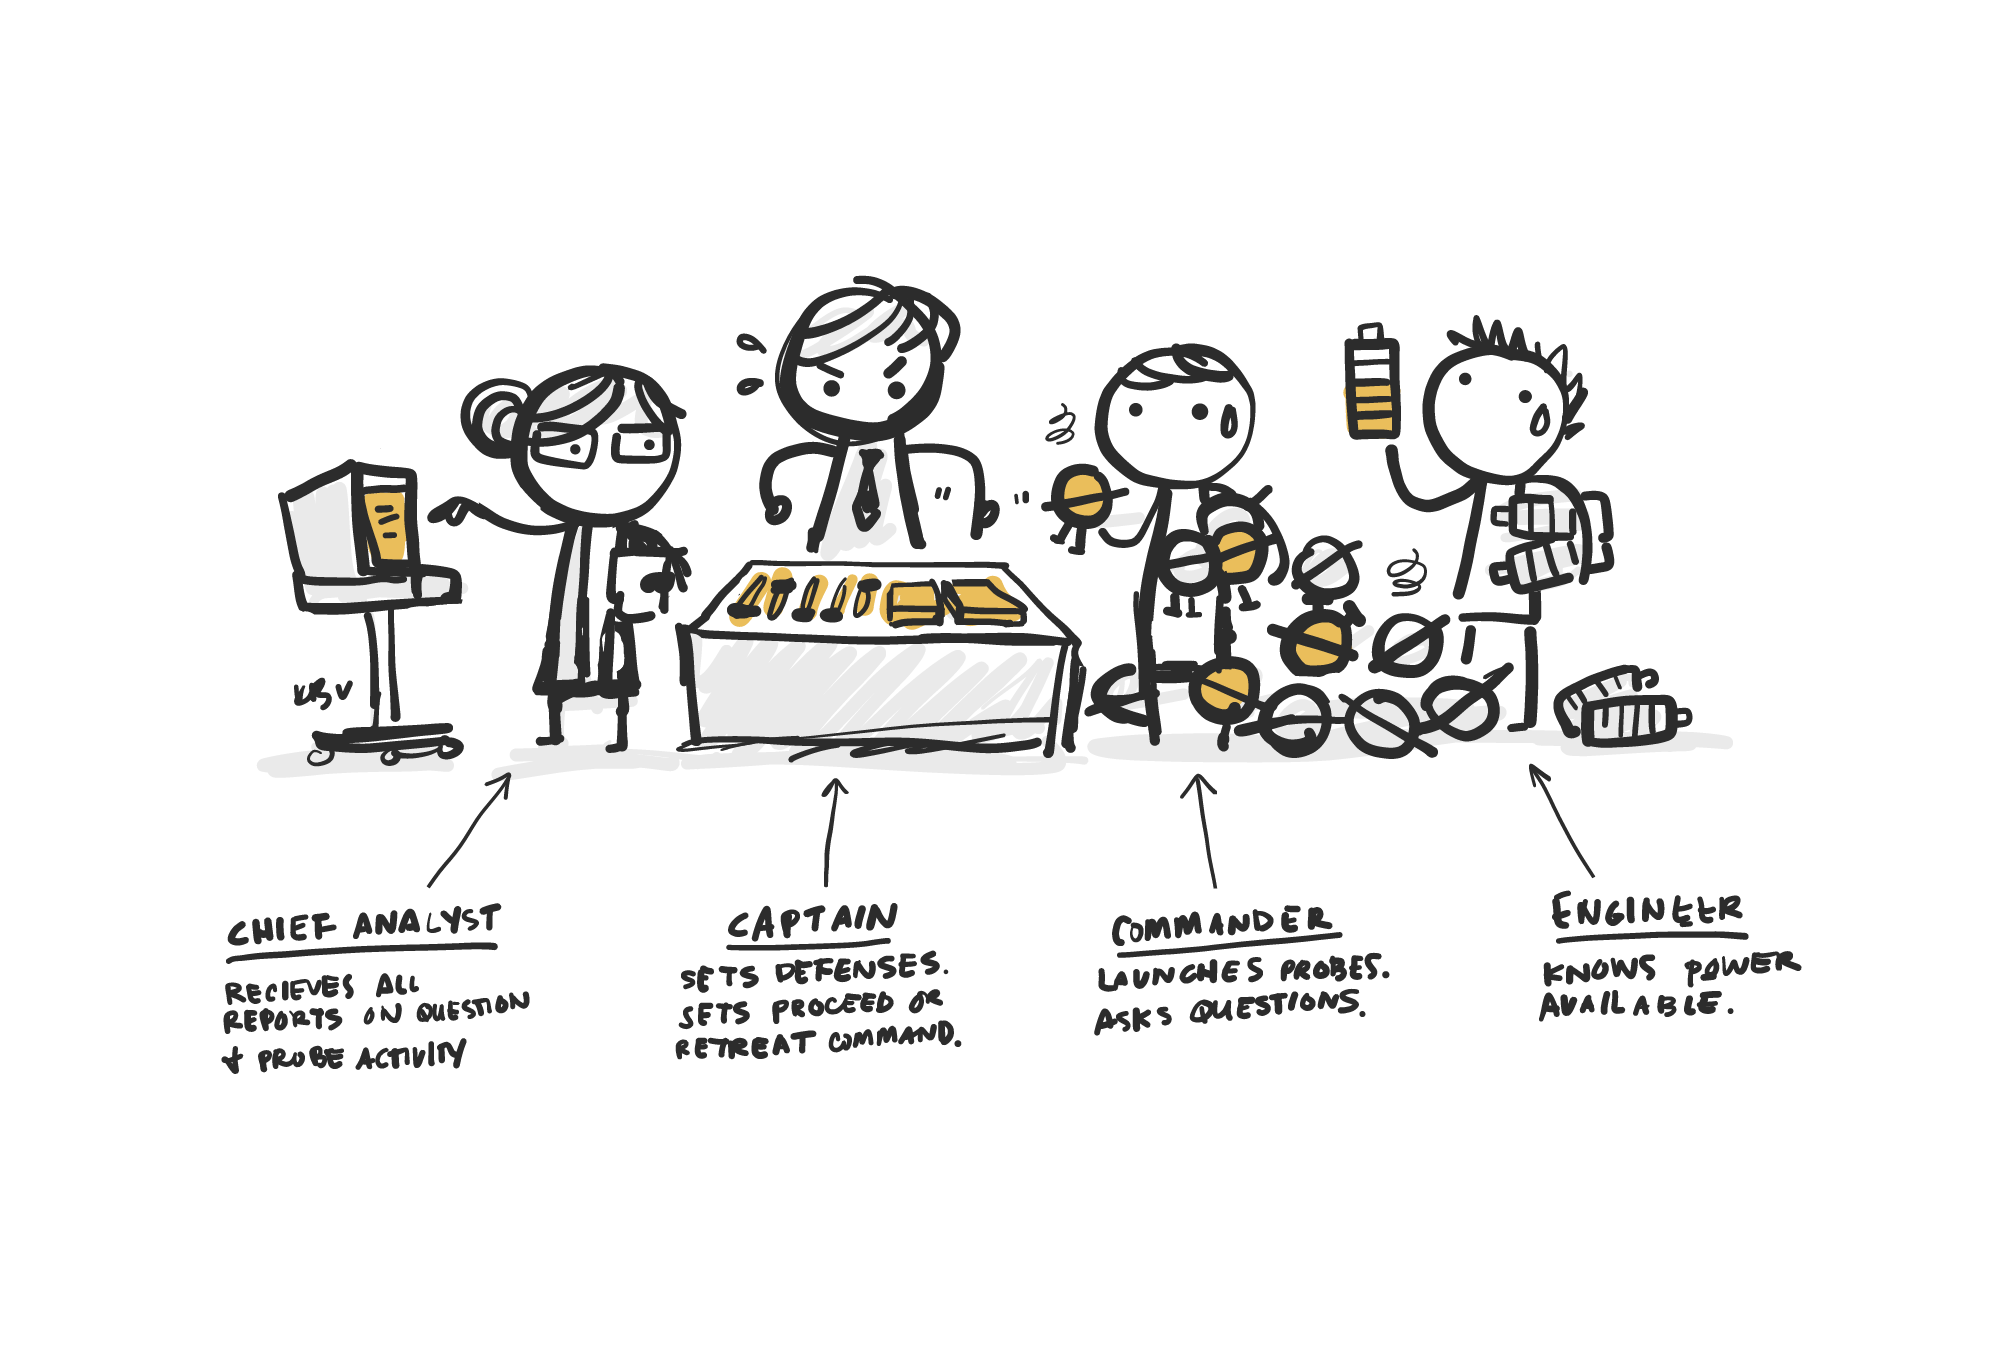 CHIEF ANALYST
RECIEVES ALL
REPORTS ON QUESTION
& PROBE ACTIVITY
CAPTAIN
SETS DEFENSES.
SETS PROCEED OR
RETREAT COMMAND.
COMMANDER
LAUNCHES PROBES.
ASKS QUESTIONS.
ENGINEER
KNOWS POWER
AVAILABLE.